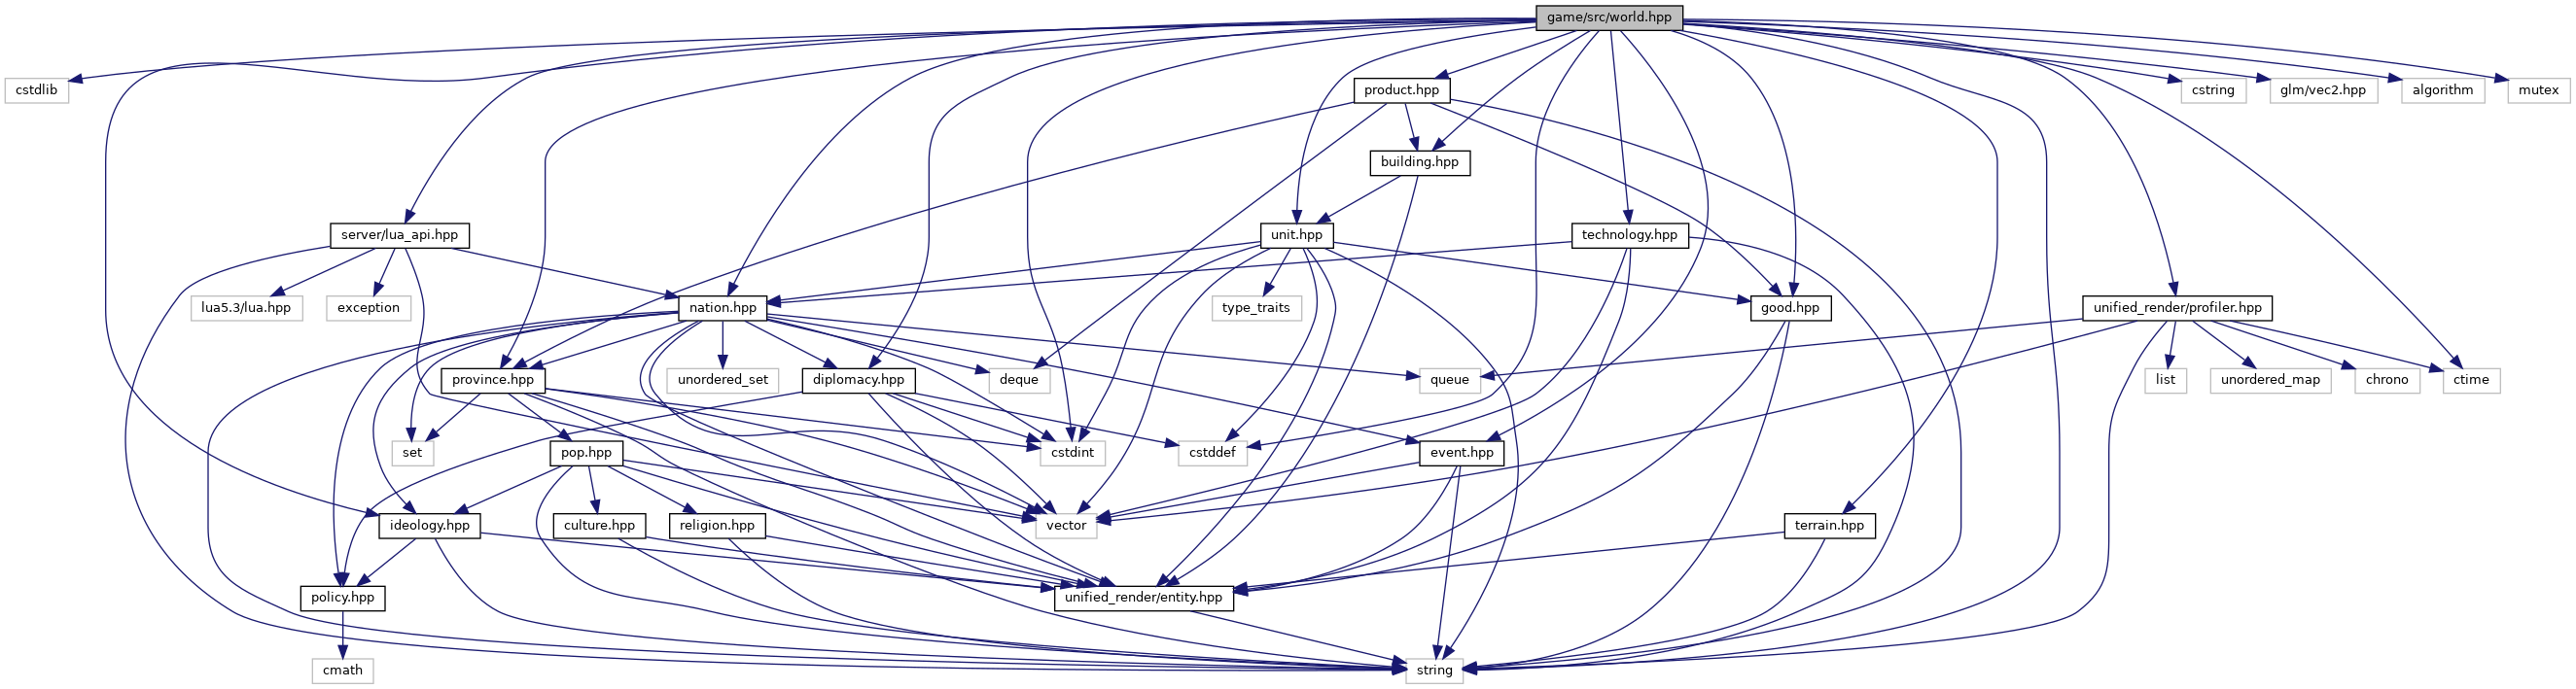 game/src/world.hpp
cstdlib
product.hpp
cstring
glm/vec2.hpp
algorithm
mutex
building.hpp
server/lua_api.hpp
unit.hpp
technology.hpp
lua5.3/lua.hpp
exception
nation.hpp
type_traits
good.hpp
unified_render/profiler.hpp
province.hpp
unordered_set
diplomacy.hpp
deque
queue
list
unordered_map
chrono
ctime
set
pop.hpp
cstdint
cstddef
event.hpp
ideology.hpp
culture.hpp
religion.hpp
vector
terrain.hpp
policy.hpp
unified_render/entity.hpp
cmath
string